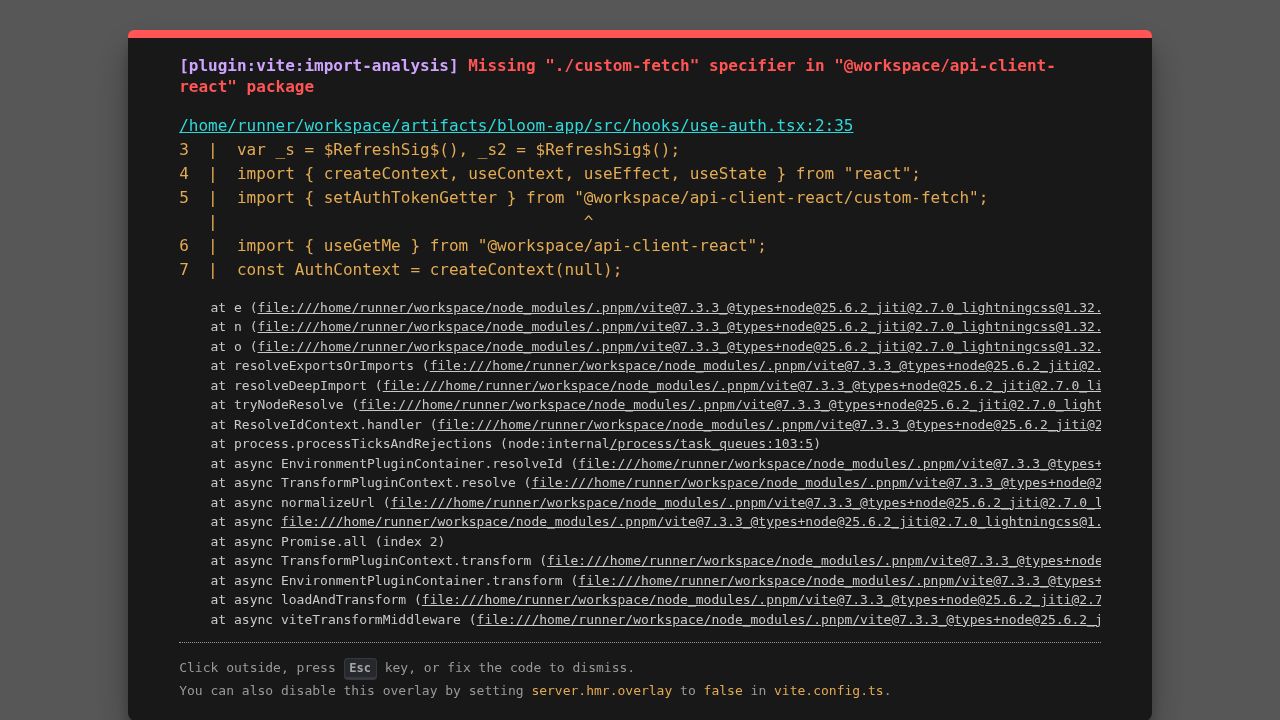 [plugin:vite:import-analysis] Missing "./custom-fetch" specifier in "@workspace/api-client-
react" package
/home/runner/workspace/artifacts/bloom-app/src/hooks/use-auth.tsx:2:35
3  |  var _s = $RefreshSig$(), _s2 = $RefreshSig$();
4  |  import { createContext, useContext, useEffect, useState } from "react";
5  |  import { setAuthTokenGetter } from "@workspace/api-client-react/custom-fetch";
   |                                      ^
6  |  import { useGetMe } from "@workspace/api-client-react";
7  |  const AuthContext = createContext(null);
at e (file:///home/runner/workspace/node_modules/.pnpm/vite@7.3.3_@types+node@25.6.2_jiti@2.7.0_lightningcss@1.32.
at n (file:///home/runner/workspace/node_modules/.pnpm/vite@7.3.3_@types+node@25.6.2_jiti@2.7.0_lightningcss@1.32.
at o (file:///home/runner/workspace/node_modules/.pnpm/vite@7.3.3_@types+node@25.6.2_jiti@2.7.0_lightningcss@1.32.
at resolveExportsOrImports (file:///home/runner/workspace/node_modules/.pnpm/vite@7.3.3_@types+node@25.6.2_jiti@2.
at resolveDeepImport (file:///home/runner/workspace/node_modules/.pnpm/vite@7.3.3_@types+node@25.6.2_jiti@2.7.0_li
at tryNodeResolve (file:///home/runner/workspace/node_modules/.pnpm/vite@7.3.3_@types+node@25.6.2_jiti@2.7.0_light
at ResolveIdContext.handler (file:///home/runner/workspace/node_modules/.pnpm/vite@7.3.3_@types+node@25.6.2_jiti@2
at process.processTicksAndRejections (node:internal/process/task_queues:103:5)
at async EnvironmentPluginContainer.resolveId (file:///home/runner/workspace/node_modules/.pnpm/vite@7.3.3_@types+
at async TransformPluginContext.resolve (file:///home/runner/workspace/node_modules/.pnpm/vite@7.3.3_@types+node@2
at async normalizeUrl (file:///home/runner/workspace/node_modules/.pnpm/vite@7.3.3_@types+node@25.6.2_jiti@2.7.0_l
at async file:///home/runner/workspace/node_modules/.pnpm/vite@7.3.3_@types+node@25.6.2_jiti@2.7.0_lightningcss@1.
at async Promise.all (index 2)
at async TransformPluginContext.transform (file:///home/runner/workspace/node_modules/.pnpm/vite@7.3.3_@types+node
at async EnvironmentPluginContainer.transform (file:///home/runner/workspace/node_modules/.pnpm/vite@7.3.3_@types+
at async loadAndTransform (file:///home/runner/workspace/node_modules/.pnpm/vite@7.3.3_@types+node@25.6.2_jiti@2.7
at async viteTransformMiddleware (file:///home/runner/workspace/node_modules/.pnpm/vite@7.3.3_@types+node@25.6.2_j
Click outside, press Esc key, or fix the code to dismiss.
You can also disable this overlay by setting server.hmr.overlay to false in vite.config.ts.